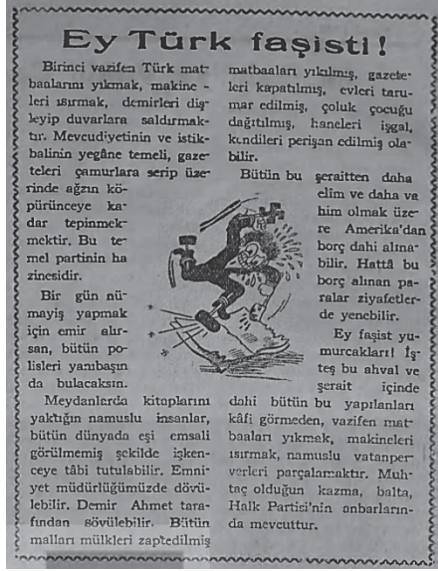 Ey Türk faşisti!
Birinci vazifen Türk mat-
baalarını yıkmak, makine -
leri ısırmak, demirleri diş-
leyip duvarlara saldırmak-
tır. Mevcudiyetinin ve istik-
balinin yegâne temeli, gaze-
teleri çamurlara serip üze-
rinde ağzın kö-
pürünceye ka-
dar tepinmek-
mektir. Bu te-
mel partinin ha
zinesidir.
Bir gün nü-
mayiş yapmak
için emir alır-
san, bütün po-
lisleri yanıbaşın
da bulacaksın.
Meydanlarda kitaplarını
yaktığın namuslu insanlar,
bütün dünyada eşi emsali
görülmemiş şekilde işken-
ceye tâbi tutulabilir. Emni-
yet müdürlüğümüzde dövü-
lebilir. Demir Ahmet tara-
fından sövülebilir. Bütün
malları mülkleri zaptedilmiş
matbaaları yıkılmış, gazete-
leri kapatılmış, evleri taru-
mar edilmiş, çoluk çocuğu
dağıtılmış, haneleri işgal,
kendileri perişan edilmiş ola-
bilir.
Bütün bu şeraitten daha
elim ve daha va
him olmak üze-
re Amerika'dan
borç dahi alına-
bilir. Hattâ bu
borç alınan pa-
ralar ziyafetler-
de yenebilir.
Ey faşist yu-
murcakları! İş-
teş bu ahval ve
şerait içinde
dahi bütün bu yapılanları
kâfi görmeden, vazifen mat-
baaları yıkmak, makineleri
ısırmak, namuslu vatanper-
verleri parçalamaktır. Muh-
taç olduğun kazma, balta,
Halk Partisi'nin anbarların-
da mevcuttur.